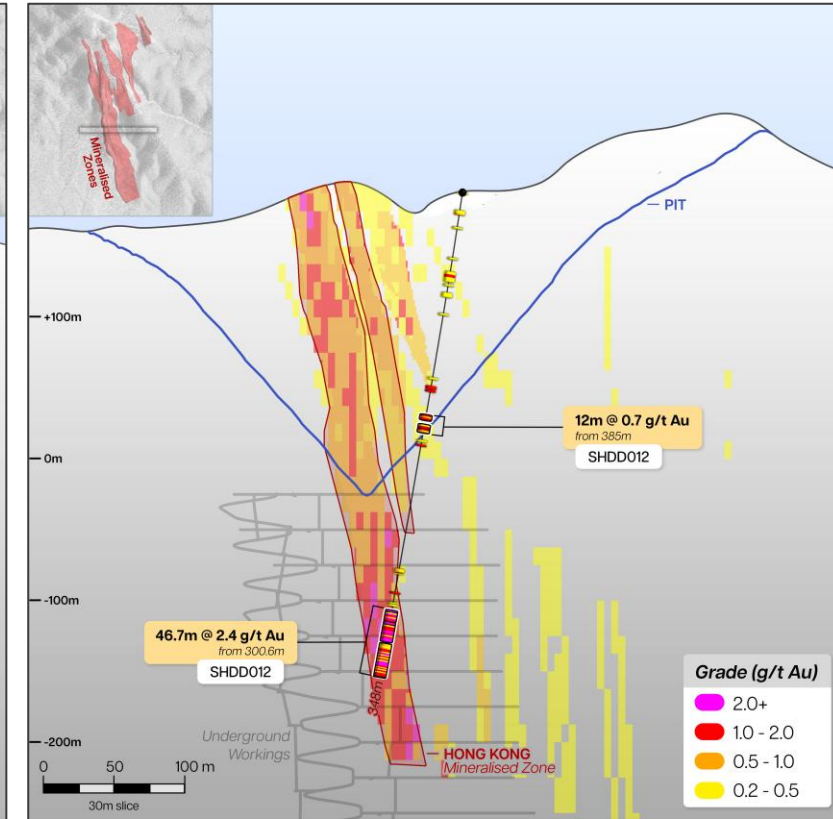 Mineralised
Zones
PIT
+100m
0m
-100m
-200m
12m @ 0.7 g/t Au
from 385m
SHDD012
46.7m @ 2.4 g/t Au
from 300.6m
SHDD012
348m
Underground
Workings
HONG KONG
Mineralised Zone
0 50 100 m
30m slice
Grade (g/t Au)
2.0+
1.0 - 2.0
0.5 - 1.0
0.2 - 0.5